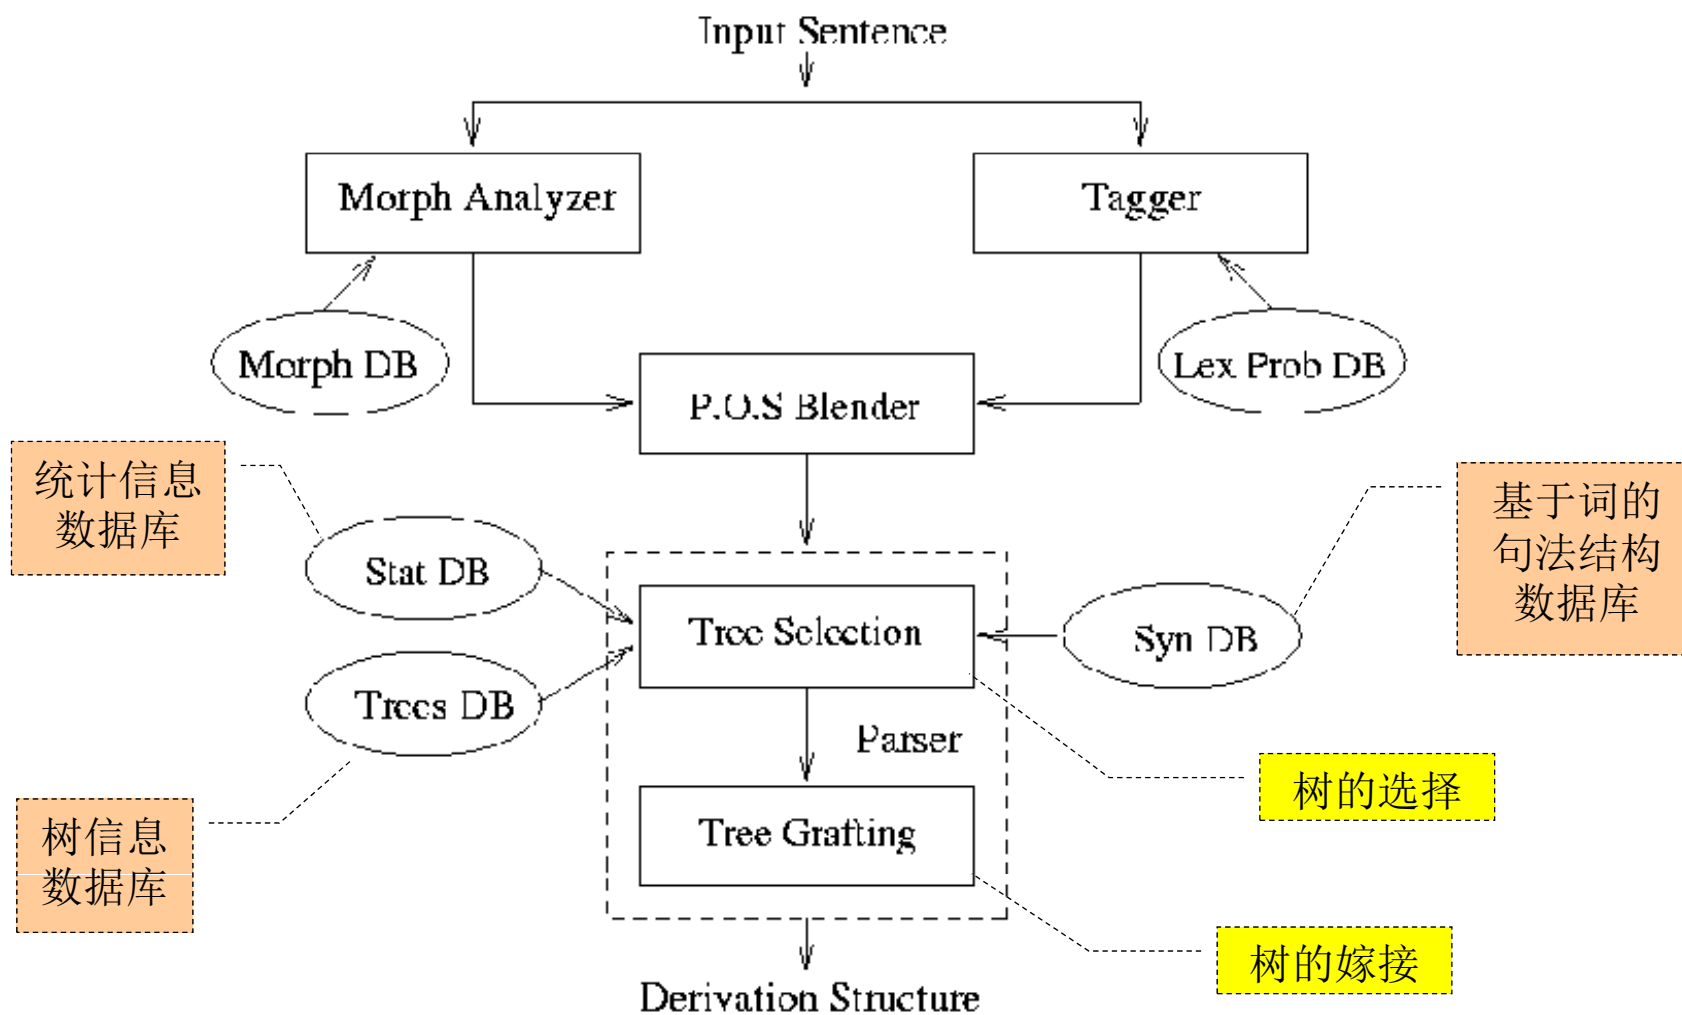 Input Sentence
Morph Analyzer
Tagger
Morph DB
Lex Prob DB
P.O.S Blender
统计信息
数据库
基于词的
句法结构
数据库
Stat DB
Tree Selection
Syn DB
Trees DB
Parser
树的选择
树信息
数据库
Tree Grafting
树的嫁接
Derivation Structure